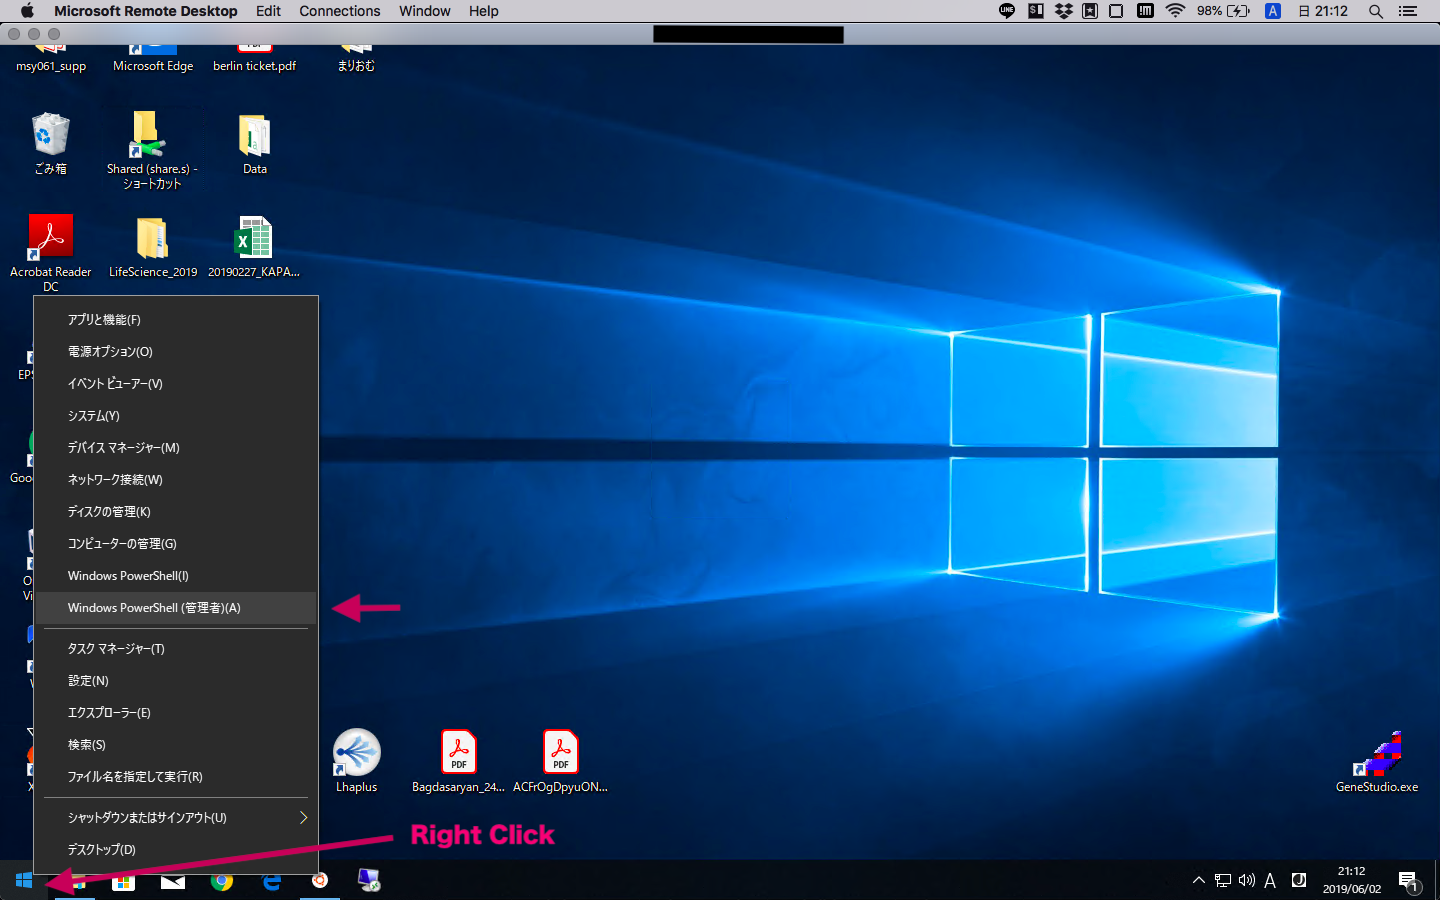 Microsoft Remote Desktop Edit Connections Window Help
LINE
98%
A
日 21:12
msy061_supp
Microsoft Edge
PDF
berlin ticket.pdf
まりおむ
ごみ箱
Shared (share.s) -
ショートカット
Data
Acrobat Reader
DC
LifeScience_2019
20190227_KAPA...
EPS
Goo
O
Vi
アプリと機能(F)
電源オプション(O)
イベント ビューアー(V)
システム(Y)
デバイス マネージャー(M)
ネットワーク接続(W)
ディスクの管理(K)
コンピューターの管理(G)
Windows PowerShell(I)
Windows PowerShell (管理者)(A)
タスク マネージャー(T)
設定(N)
エクスプローラー(E)
検索(S)
ファイル名を指定して実行(R)
シャットダウンまたはサインアウト(U)
デスクトップ(D)
Lhaplus
PDF
Bagdasaryan_24...
PDF
ACFrOgDpyuON...
GeneStudio.exe
Right Click
A
J
21:12
2019/06/02
1